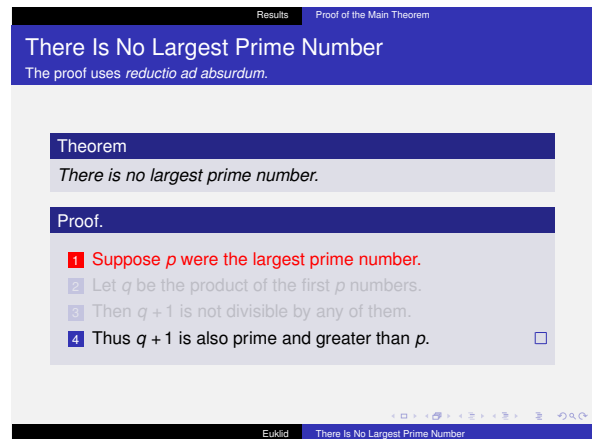 Results Proof of the Main Theorem
There Is No Largest Prime Number
The proof uses reductio ad absurdum.
Theorem
There is no largest prime number.
Proof.
1 Suppose p were the largest prime number.
2 Let q be the product of the first p numbers.
3 Then q + 1 is not divisible by any of them.
4 Thus q + 1 is also prime and greater than p. □
Euklid There Is No Largest Prime Number